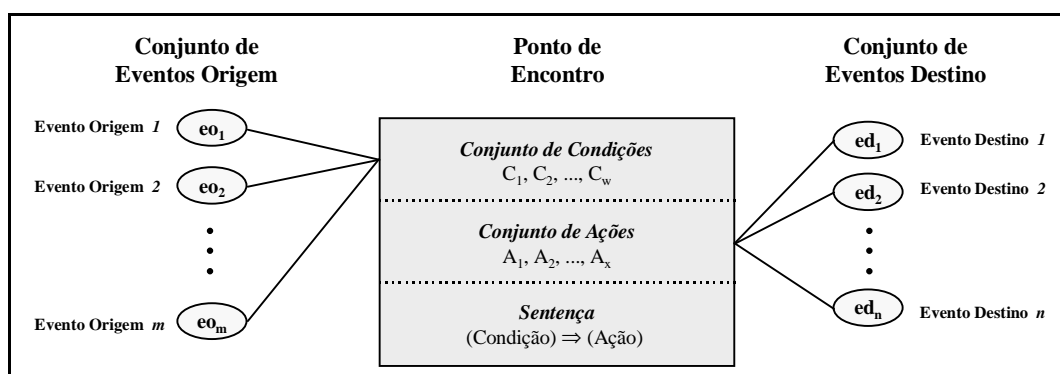 Conjunto de
Eventos Origem
Ponto de
Encontro
Conjunto de
Eventos Destino
Evento Origem 1
eo₁
Evento Origem 2
eo₂
Evento Origem m
eoₘ
Conjunto de Condições
C₁, C₂, ..., C_w
Conjunto de Ações
A₁, A₂, ..., Aₓ
Sentença
(Condição) ⇒ (Ação)
ed₁
Evento Destino 1
ed₂
Evento Destino 2
edₙ
Evento Destino n